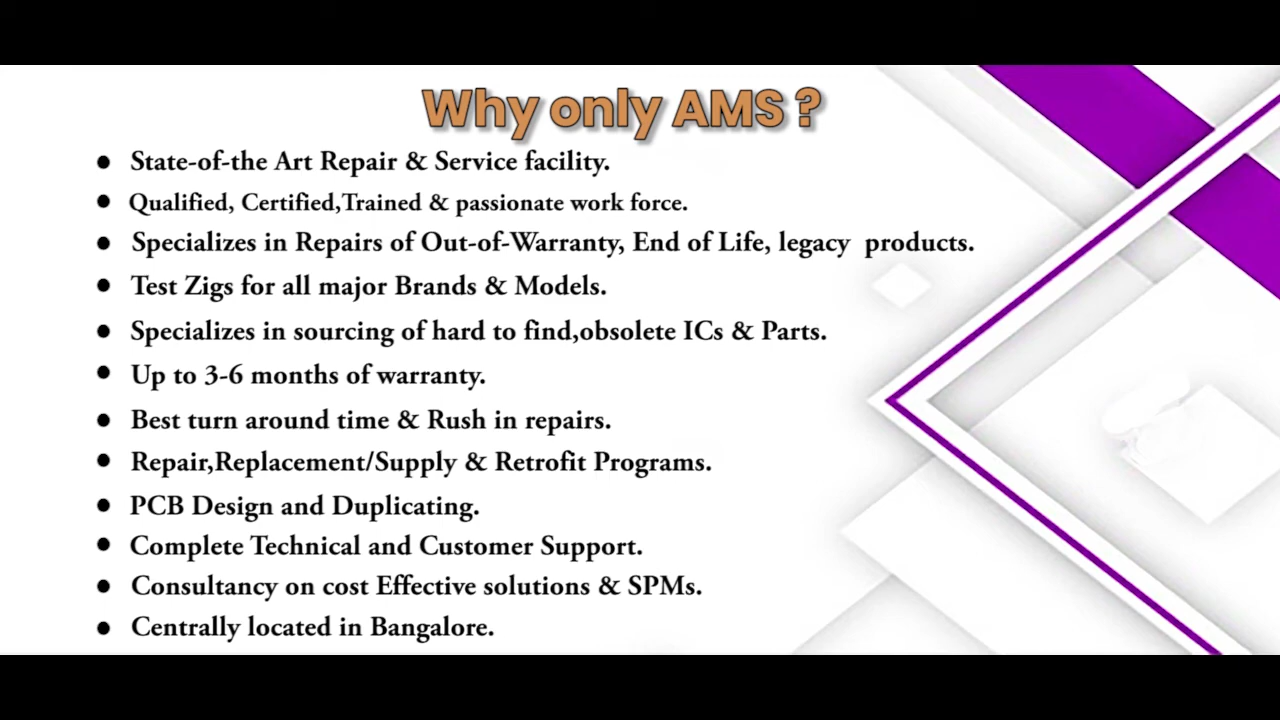 Why only AMS ?
● State-of-the Art Repair & Service facility.
● Qualified, Certified,Trained & passionate work force.
● Specializes in Repairs of Out-of-Warranty, End of Life, legacy  products.
● Test Zigs for all major Brands & Models.
● Specializes in sourcing of hard to find,obsolete ICs & Parts.
● Up to 3-6 months of warranty.
● Best turn around time & Rush in repairs.
● Repair,Replacement/Supply & Retrofit Programs.
● PCB Design and Duplicating.
● Complete Technical and Customer Support.
● Consultancy on cost Effective solutions & SPMs.
● Centrally located in Bangalore.